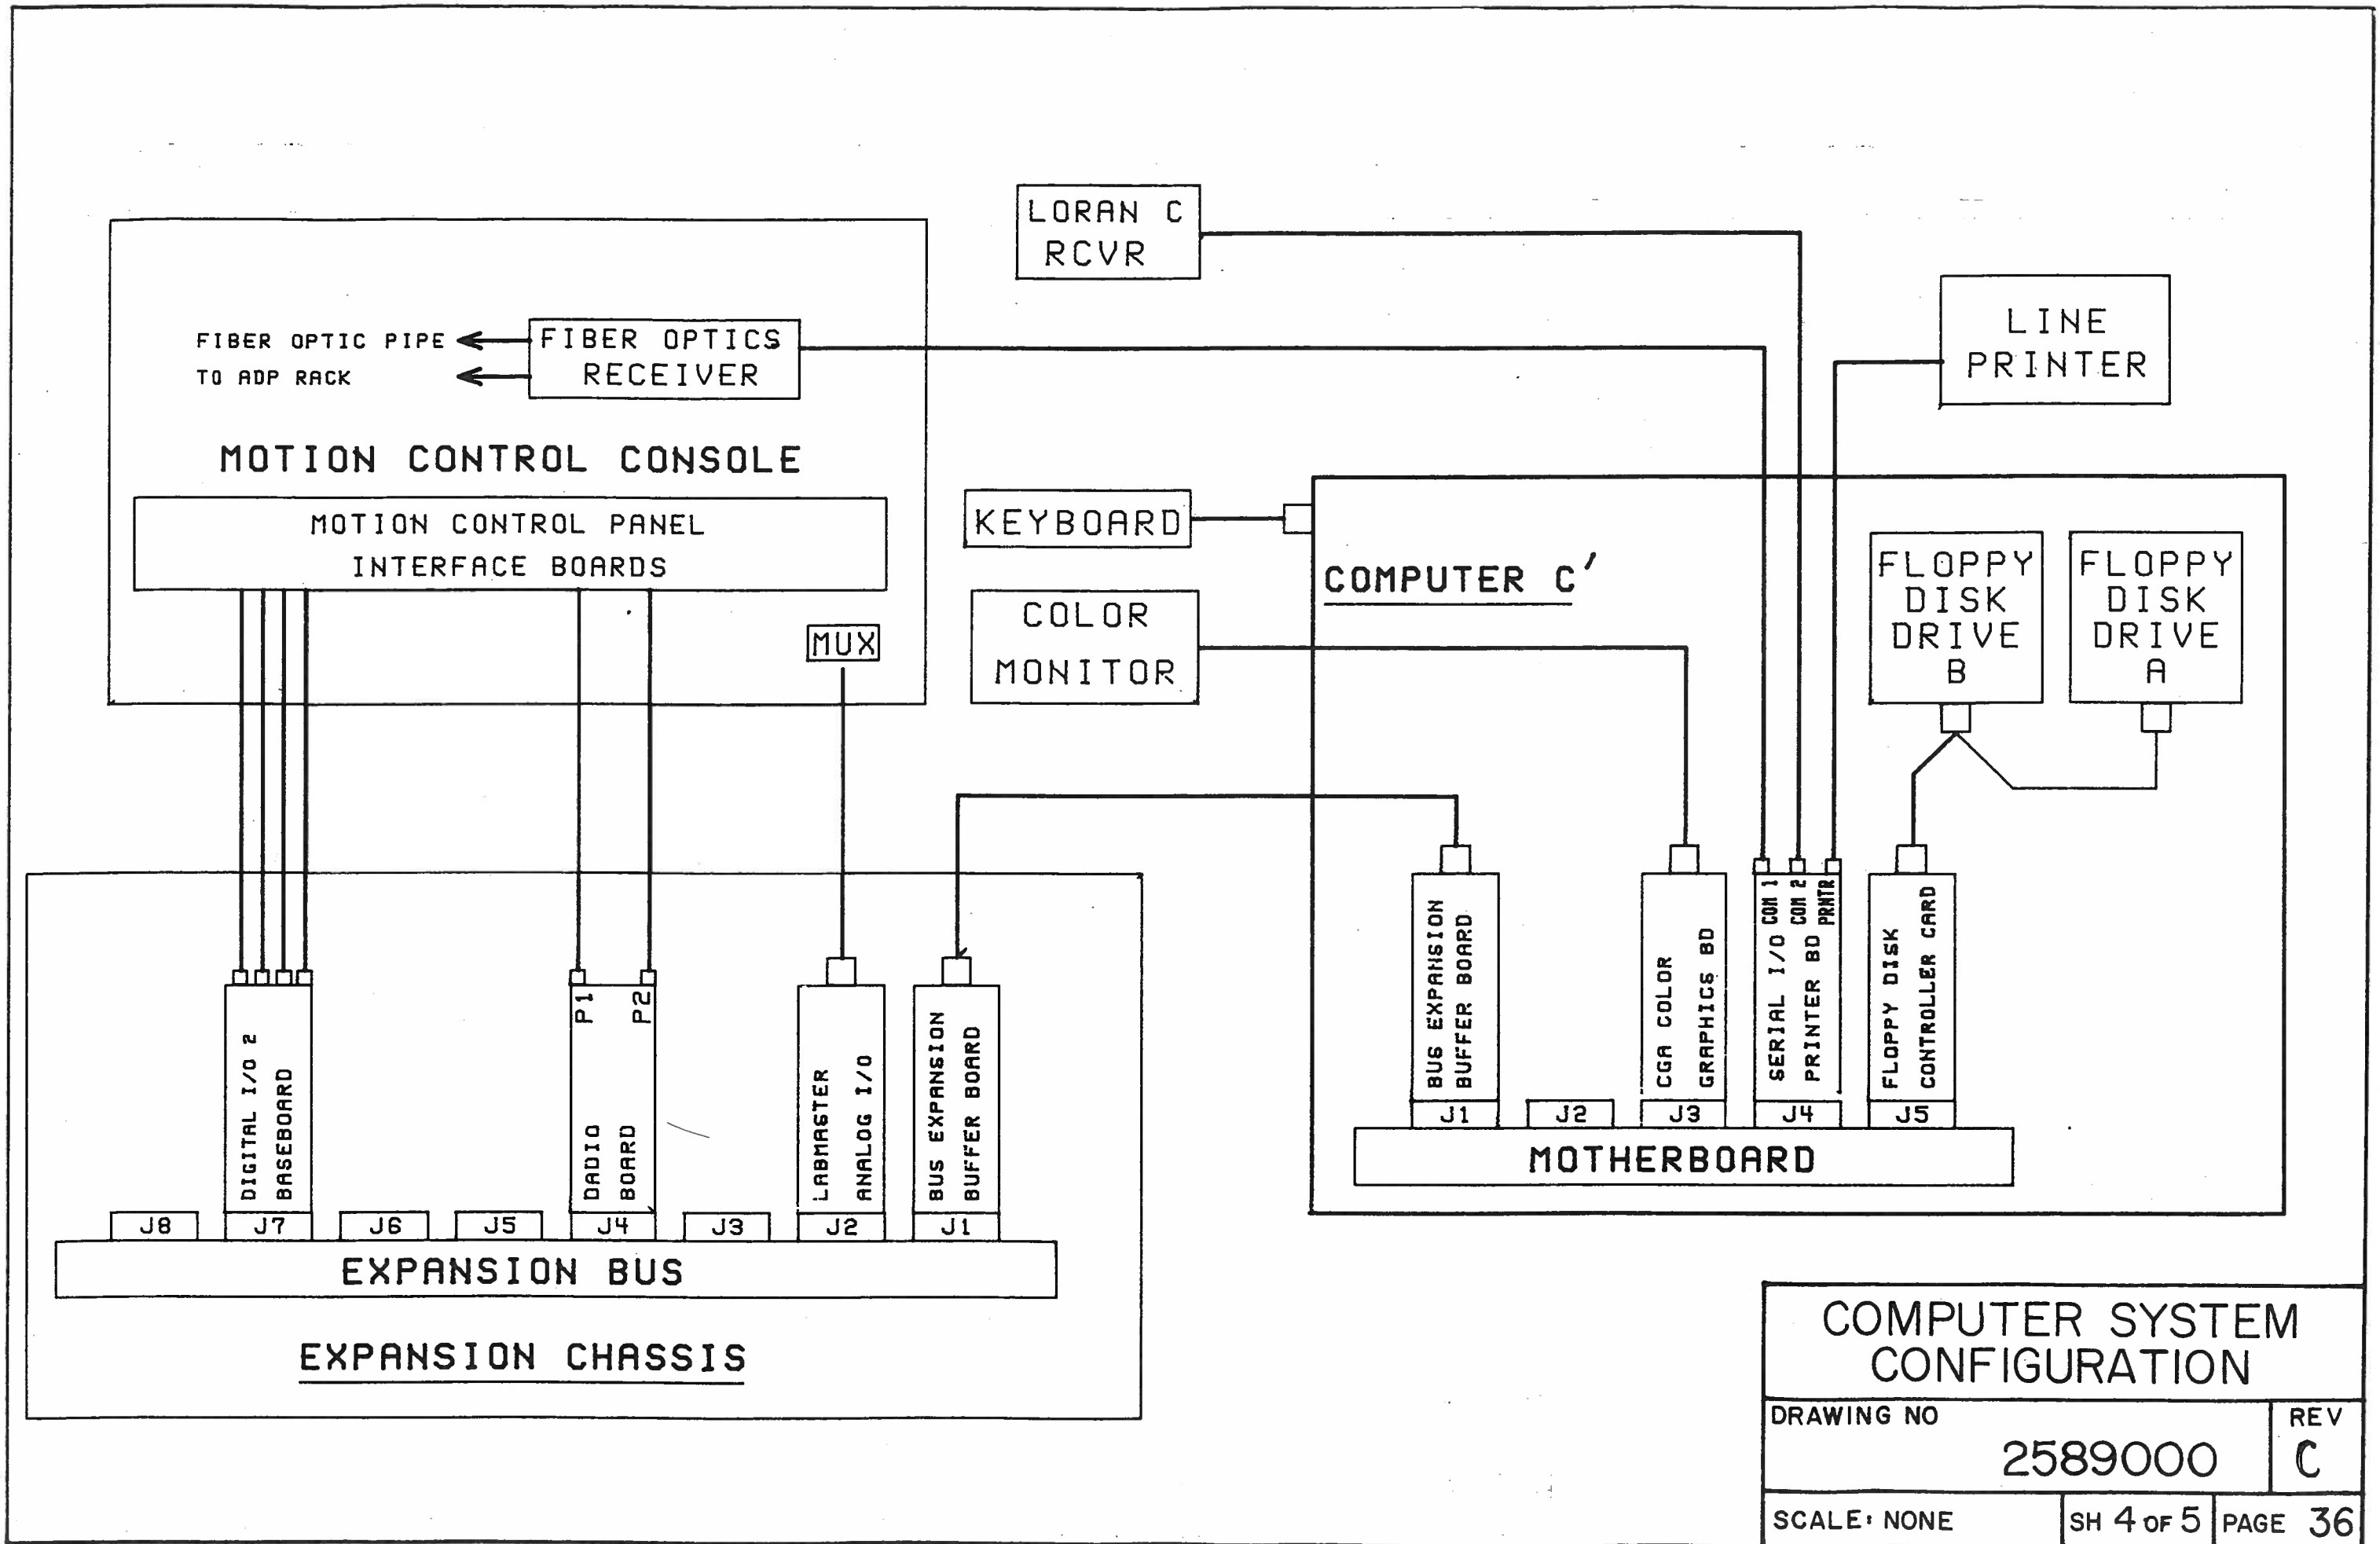 LORAN C
RCVR
LINE
PRINTER
FIBER OPTIC PIPE
TO ADP RACK
FIBER OPTICS
RECEIVER
MOTION CONTROL CONSOLE
MOTION CONTROL PANEL
INTERFACE BOARDS
MUX
KEYBOARD
COLOR
MONITOR
COMPUTER C'
FLOPPY
DISK
DRIVE
B
FLOPPY
DISK
DRIVE
A
BUS EXPANSION
BUFFER BOARD
CGA COLOR
GRAPHICS BD
COM 1
COM 2
PRNTR
SERIAL I/O
PRINTER BD
FLOPPY DISK
CONTROLLER CARD
J1
J2
J3
J4
J5
MOTHERBOARD
DIGITAL I/O 2
BASEBOARD
P1
P2
DADIO
BOARD
LABMASTER
ANALOG I/O
BUS EXPANSION
BUFFER BOARD
J8
J7
J6
J5
J4
J3
J2
J1
EXPANSION BUS
EXPANSION CHASSIS
COMPUTER SYSTEM
CONFIGURATION
DRAWING NO
2589000
REV
C
SCALE: NONE
SH 4 OF 5
PAGE 36